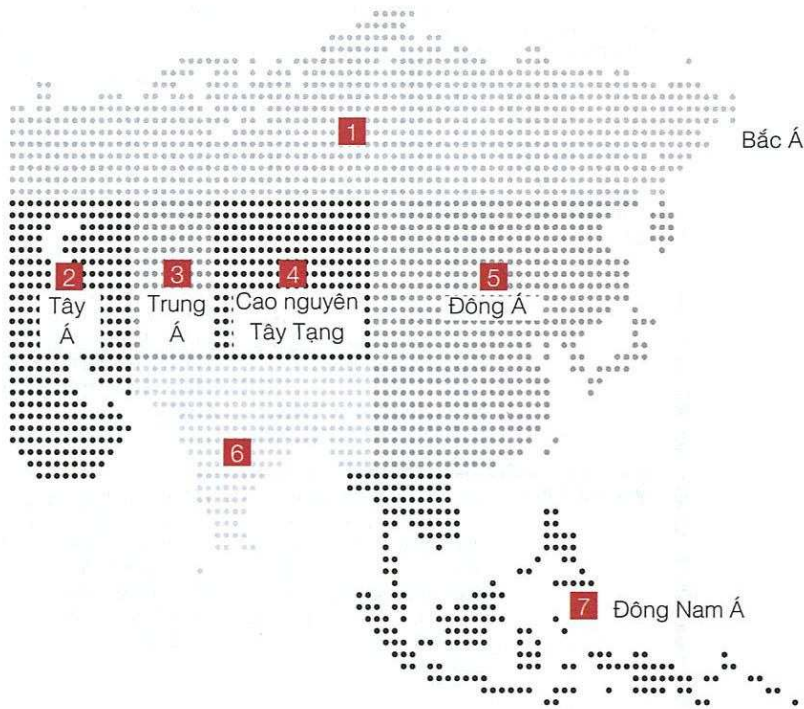 1
Bắc Á
2
Tây
Á
3
Trung
Á
4
Cao nguyên
Tây Tạng
5
Đông Á
6
7
Đông Nam Á